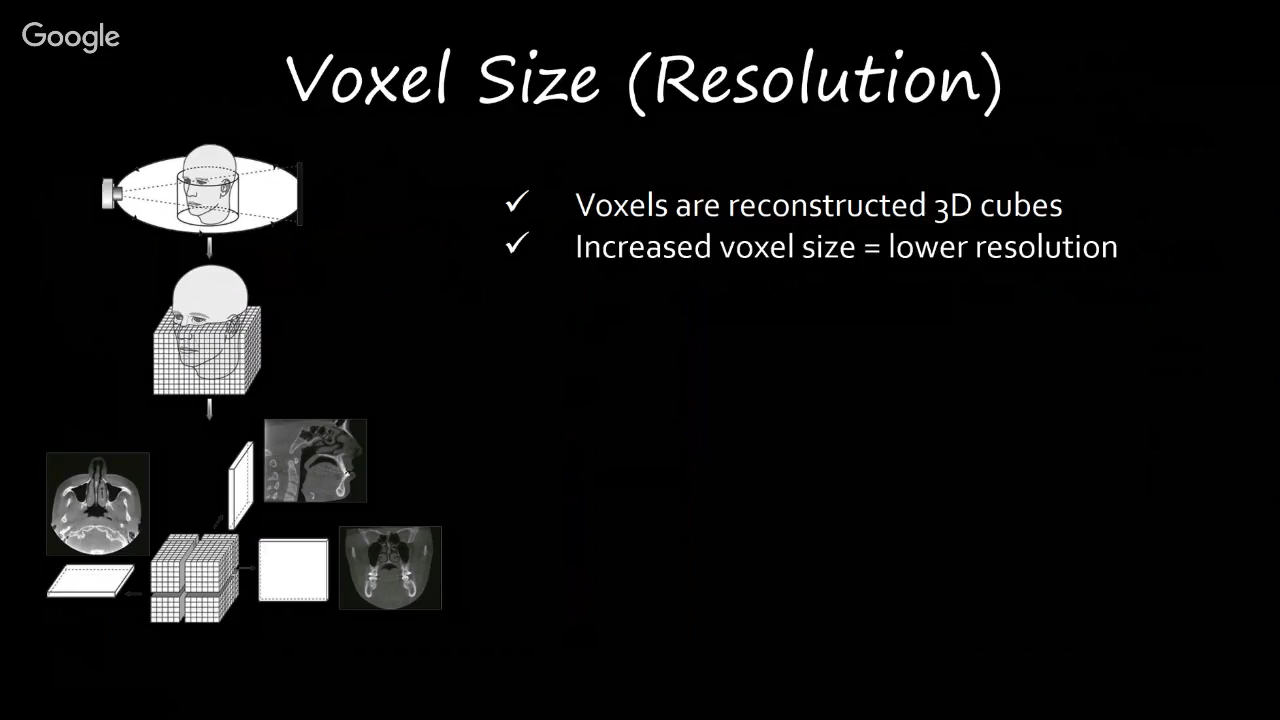 Google
Voxel Size (Resolution)
✓ Voxels are reconstructed 3D cubes
✓ Increased voxel size = lower resolution